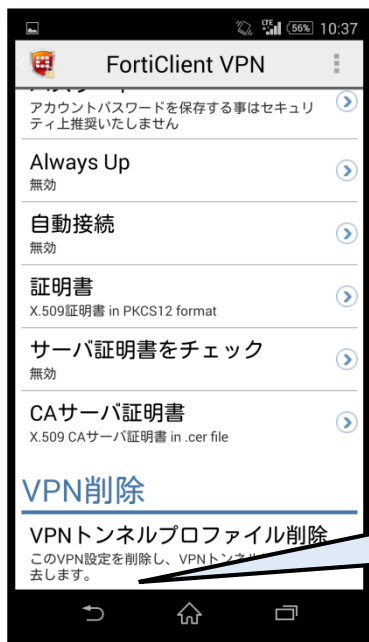 LTE 56% 10:37
FortiClient VPN
アカウントパスワードを保存する事はセキュリ
ティ上推奨いたしません
Always Up
無効
自動接続
無効
証明書
X.509証明書 in PKCS12 format
サーバ証明書をチェック
無効
CAサーバ証明書
X.509 CAサーバ証明書 in .cer file
VPN削除
VPNトンネルプロファイル削除
このVPN設定を削除し、VPNトンネル
去します。